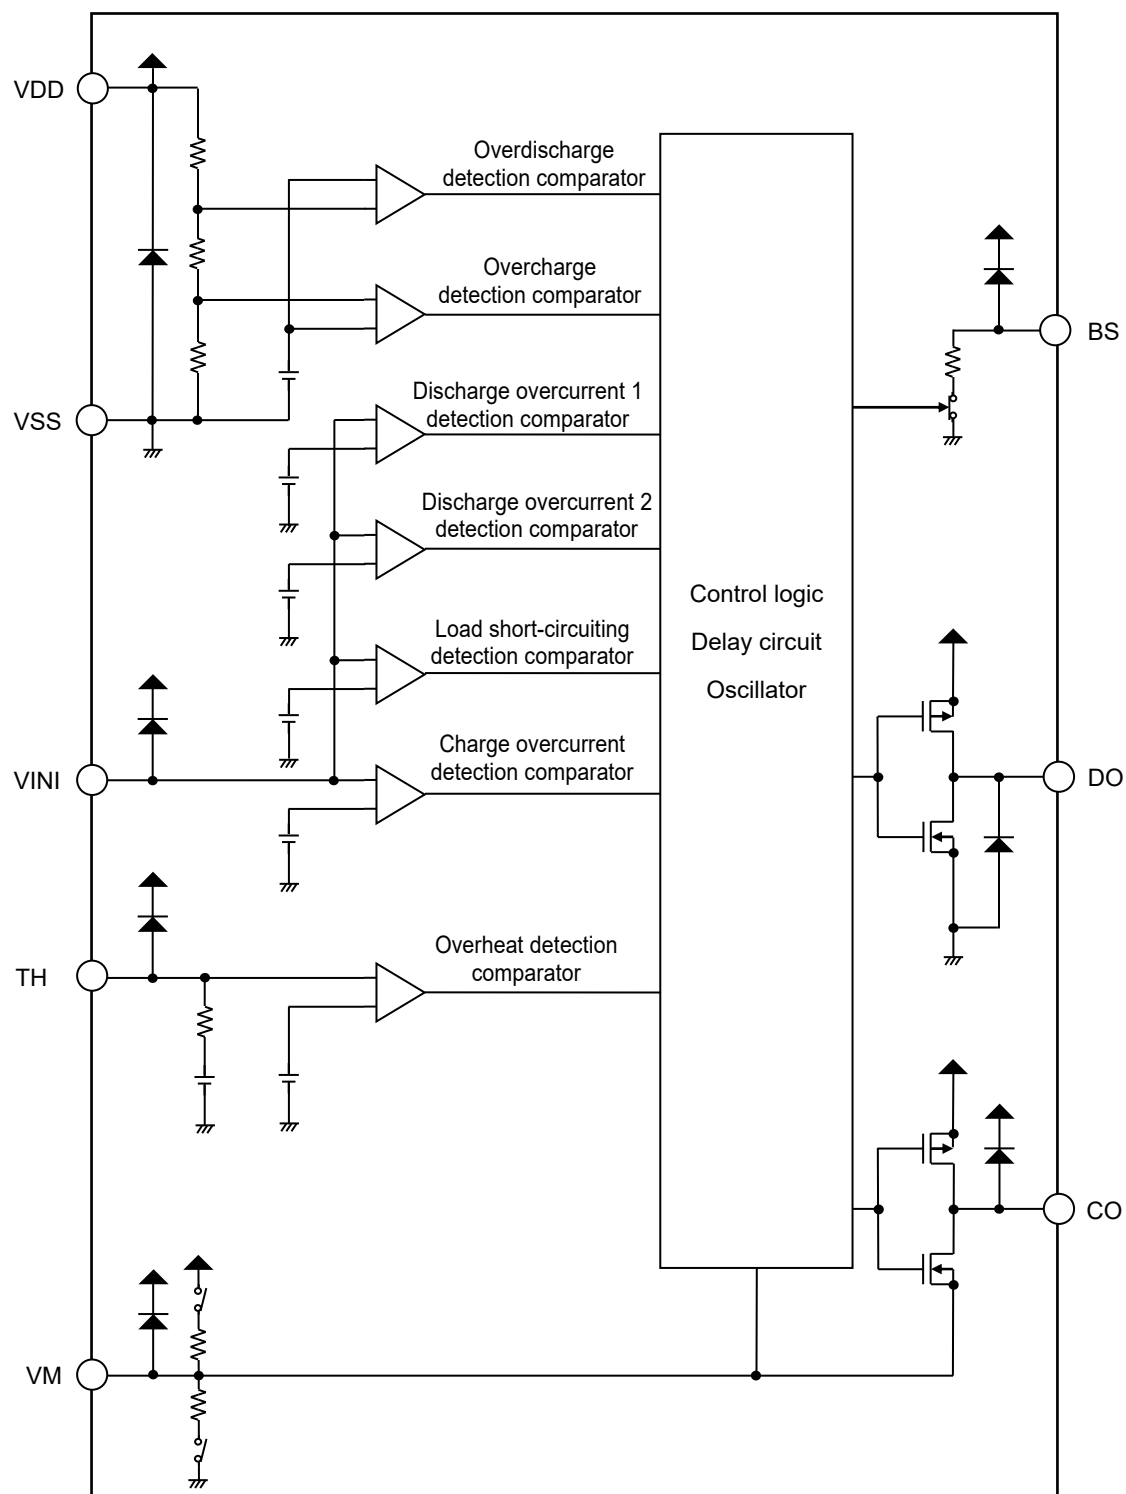 VDD
Overdischarge
detection comparator
Overcharge
detection comparator
BS
VSS
Discharge overcurrent 1
detection comparator
Discharge overcurrent 2
detection comparator
Control logic
Delay circuit
Oscillator
Load short-circuiting
detection comparator
VINI
Charge overcurrent
detection comparator
DO
TH
Overheat detection
comparator
CO
VM